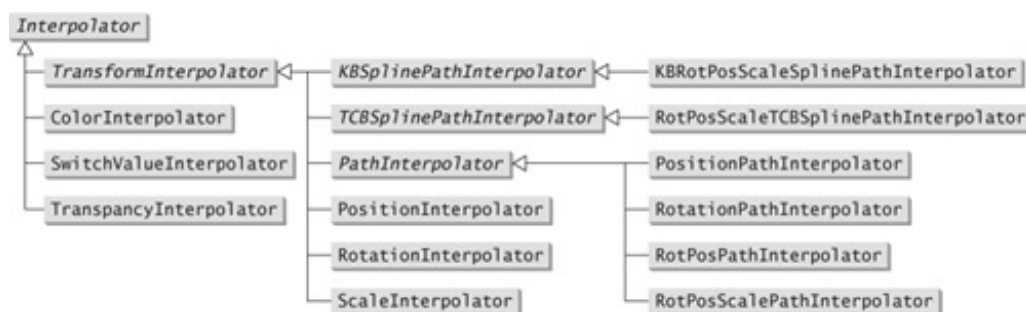 Interpolator
TransformInterpolator KBSplinePathInterpolator KBRotPosScaleSplinePathInterpolator
ColorInterpolator TCBSplinePathInterpolator RotPosScaleTCBSplinePathInterpolator
SwitchValueInterpolator PathInterpolator PositionPathInterpolator
TranspancyInterpolator PositionInterpolator RotationPathInterpolator
RotationInterpolator RotPosPathInterpolator
ScaleInterpolator RotPosScalePathInterpolator